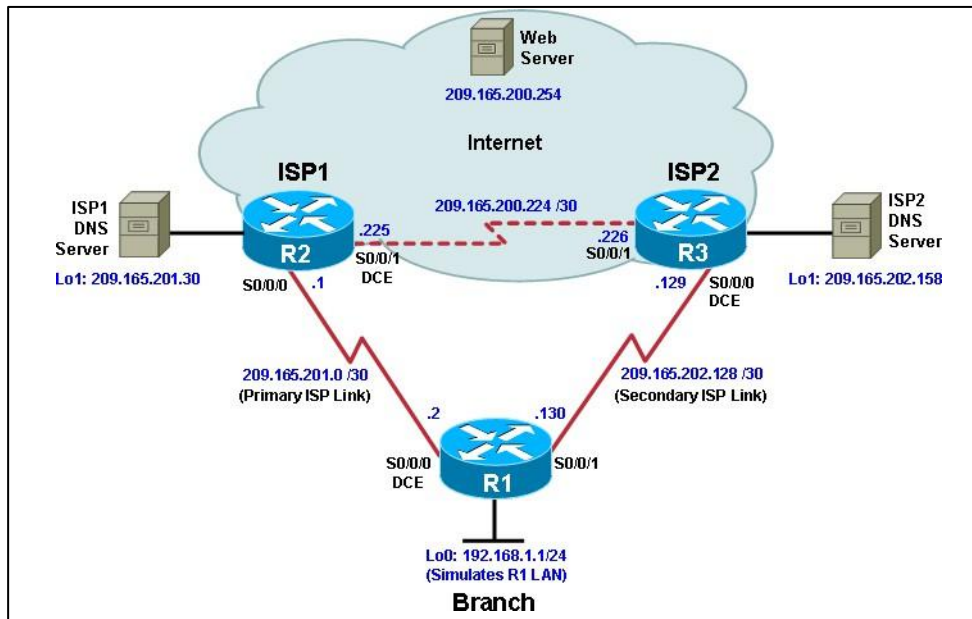 Web
Server
209.165.200.254
Internet
ISP1
ISP2
ISP1
DNS
Server
209.165.200.224 /30
ISP2
DNS
Server
.225
.226
R2
R3
S0/0/1
DCE
S0/0/1
Lo1: 209.165.201.30
S0/0/0
.1
.129
S0/0/0
DCE
Lo1: 209.165.202.158
209.165.201.0 /30
(Primary ISP Link)
209.165.202.128 /30
(Secondary ISP Link)
.2
.130
S0/0/0
DCE
S0/0/1
R1
Lo0: 192.168.1.1/24
(Simulates R1 LAN)
Branch